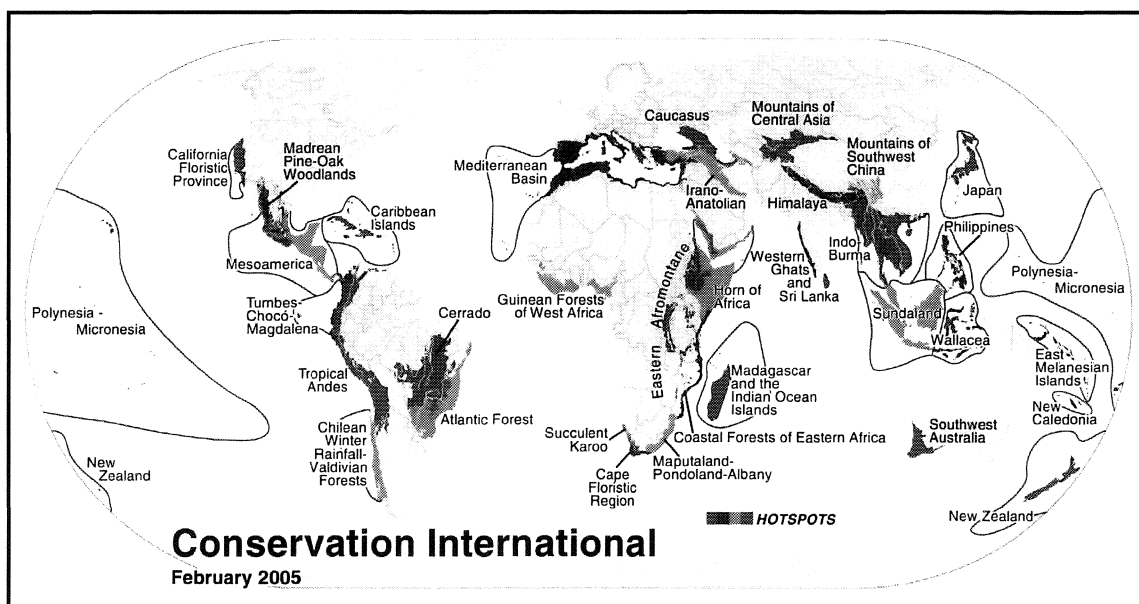 California
Floristic
Province
Madrean
Pine-Oak
Woodlands
Caribbean
Islands
Mesoamerica
Polynesia -
Micronesia
Tumbes-
Chocó-
Magdalena
Tropical
Andes
Cerrado
Atlantic Forest
Chilean
Winter
Rainfall-
Valdivian
Forests
New
Zealand
Mediterranean
Basin
Caucasus
Irano-
Anatolian
Mountains of
Central Asia
Mountains of
Southwest
China
Himalaya
Japan
Indo-
Burma
Philippines
Western
Ghats
and
Sri Lanka
Guinean Forests
of West Africa
Eastern Afromontane
Horn of
Africa
Sundaland
Wallacea
Polynesia-
Micronesia
East
Melanesian
Islands
New
Caledonia
Madagascar
and the
Indian Ocean
Islands
Southwest
Australia
Coastal Forests of Eastern Africa
Succulent
Karoo
Cape
Floristic
Region
Maputaland-
Pondoland-Albany
New Zealand
HOTSPOTS
Conservation International
February 2005